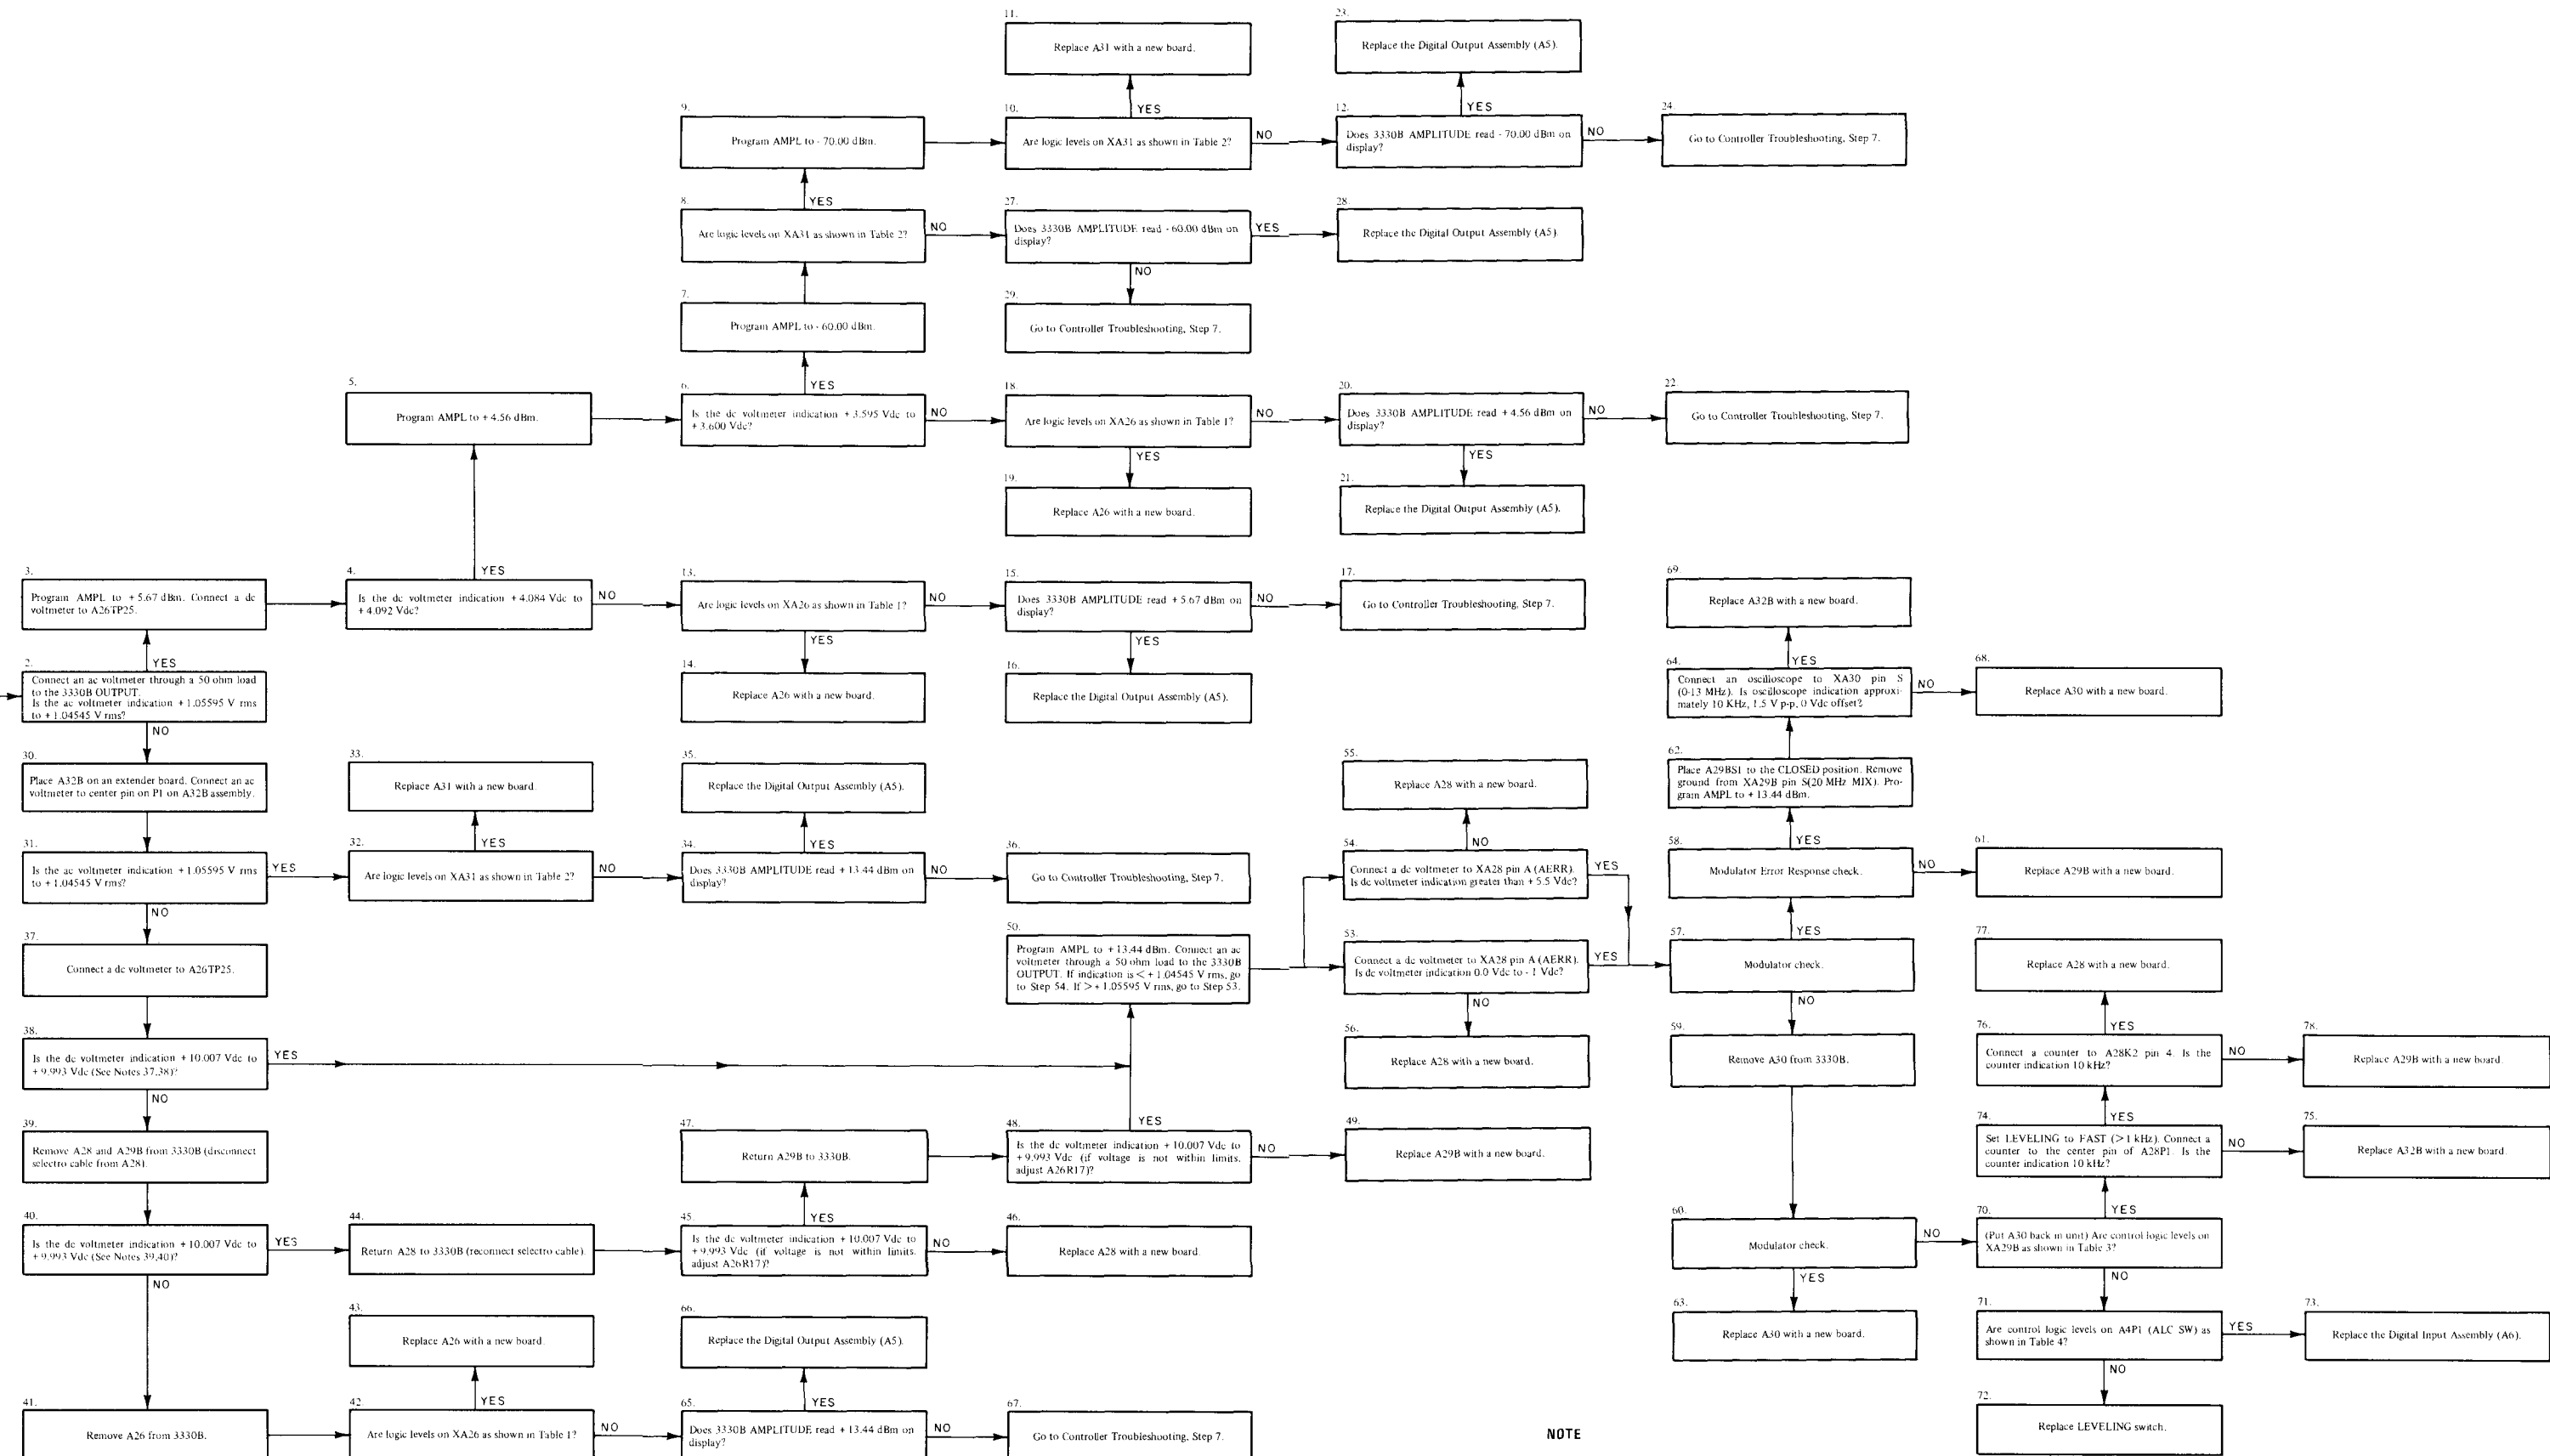 11.
Replace A31 with a new board.
23.
Replace the Digital Output Assembly (A5).
YES
YES
9.
Program AMPL to - 70.00 dBm.
10.
Are logic levels on XA31 as shown in Table 2?
NO
12.
Does 3330B AMPLITUDE read - 70.00 dBm on
display?
NO
24.
Go to Controller Troubleshooting, Step 7.
YES
8.
Are logic levels on XA31 as shown in Table 2?
NO
27.
Does 3330B AMPLITUDE read - 60.00 dBm on
display?
YES
28.
Replace the Digital Output Assembly (A5).
NO
7.
Program AMPL to - 60.00 dBm.
29.
Go to Controller Troubleshooting, Step 7.
YES
5.
Program AMPL to + 4.56 dBm.
6.
Is the dc voltmeter indication + 3.595 Vdc to
+ 3.600 Vdc?
NO
18.
Are logic levels on XA26 as shown in Table 1?
NO
20.
Does 3330B AMPLITUDE read + 4.56 dBm on
display?
NO
22.
Go to Controller Troubleshooting, Step 7.
YES
YES
19.
Replace A26 with a new board.
21.
Replace the Digital Output Assembly (A5).
YES
3.
Program AMPL to + 5.67 dBm. Connect a dc
voltmeter to A26TP25.
4.
Is the dc voltmeter indication + 4.084 Vdc to
+ 4.092 Vdc?
NO
13.
Are logic levels on XA26 as shown in Table 1?
NO
15.
Does 3330B AMPLITUDE read + 5.67 dBm on
display?
NO
17.
Go to Controller Troubleshooting, Step 7.
69.
Replace A32B with a new board.
YES
YES
YES
YES
2.
Connect an ac voltmeter through a 50 ohm load
to the 3330B OUTPUT.
Is the ac voltmeter indication + 1.05595 V rms
to + 1.04545 V rms?
14.
Replace A26 with a new board.
16.
Replace the Digital Output Assembly (A5).
64.
Connect an oscilloscope to XA30 pin S
(0-13 MHz). Is oscilloscope indication approxi-
mately 10 KHz, 1.5 V p-p, 0 Vdc offset?
NO
68.
Replace A30 with a new board.
NO
30.
Place A32B on an extender board. Connect an ac
voltmeter to center pin on P1 on A32B assembly.
33.
Replace A31 with a new board.
35.
Replace the Digital Output Assembly (A5).
55.
Replace A28 with a new board.
62.
Place A29BS1 to the CLOSED position. Remove
ground from XA29B pin S(20 MHz MIX). Pro-
gram AMPL to + 13.44 dBm.
YES
YES
NO
YES
31.
Is the ac voltmeter indication + 1.05595 V rms
to + 1.04545 V rms?
YES
32.
Are logic levels on XA31 as shown in Table 2?
NO
34.
Does 3330B AMPLITUDE read + 13.44 dBm on
display?
NO
36.
Go to Controller Troubleshooting, Step 7.
54.
Connect a dc voltmeter to XA28 pin A (AERR).
Is dc voltmeter indication greater than + 5.5 Vdc?
YES
58.
Modulator Error Response check.
NO
61.
Replace A29B with a new board.
NO
YES
37.
Connect a dc voltmeter to A26TP25.
50.
Program AMPL to + 13.44 dBm. Connect an ac
voltmeter through a 50 ohm load to the 3330B
OUTPUT. If indication is < + 1.04545 V rms, go
to Step 54. If > + 1.05595 V rms, go to Step 53.
53.
Connect a dc voltmeter to XA28 pin A (AERR).
Is dc voltmeter indication 0.0 Vdc to - 1 Vdc?
YES
57.
Modulator check.
77.
Replace A28 with a new board.
NO
NO
YES
38.
Is the dc voltmeter indication + 10.007 Vdc to
+ 9.993 Vdc (See Notes 37,38)?
YES
56.
Replace A28 with a new board.
59.
Remove A30 from 3330B.
76.
Connect a counter to A28K2 pin 4. Is the
counter indication 10 kHz?
NO
78.
Replace A29B with a new board.
NO
YES
YES
39.
Remove A28 and A29B from 3330B (disconnect
selectro cable from A28).
47.
Return A29B to 3330B.
48.
Is the dc voltmeter indication + 10.007 Vdc to
+ 9.993 Vdc (if voltage is not within limits.
adjust A26R17)?
NO
49.
Replace A29B with a new board.
74.
Set LEVELING to FAST (> 1 kHz). Connect a
counter to the center pin of A28P1. Is the
counter indication 10 kHz?
NO
75.
Replace A32B with a new board.
YES
YES
40.
Is the dc voltmeter indication + 10.007 Vdc to
+ 9.993 Vdc (See Notes 39,40)?
YES
44.
Return A28 to 3330B (reconnect selectro cable).
45.
Is the dc voltmeter indication + 10.007 Vdc to
+ 9.993 Vdc (if voltage is not within limits.
adjust A26R17)?
NO
46.
Replace A28 with a new board.
60.
Modulator check.
NO
70.
(Put A30 back in unit) Are control logic levels on
XA29B as shown in Table 3?
NO
YES
NO
43.
Replace A26 with a new board.
66.
Replace the Digital Output Assembly (A5).
63.
Replace A30 with a new board.
71.
Are control logic levels on A4P1 (ALC SW) as
shown in Table 4?
YES
73.
Replace the Digital Input Assembly (A6).
YES
YES
NO
41.
Remove A26 from 3330B.
42
Are logic levels on XA26 as shown in Table 1?
NO
65.
Does 3330B AMPLITUDE read + 13.44 dBm on
display?
NO
67.
Go to Controller Troubleshooting, Step 7.
NOTE
72.
Replace LEVELING switch.